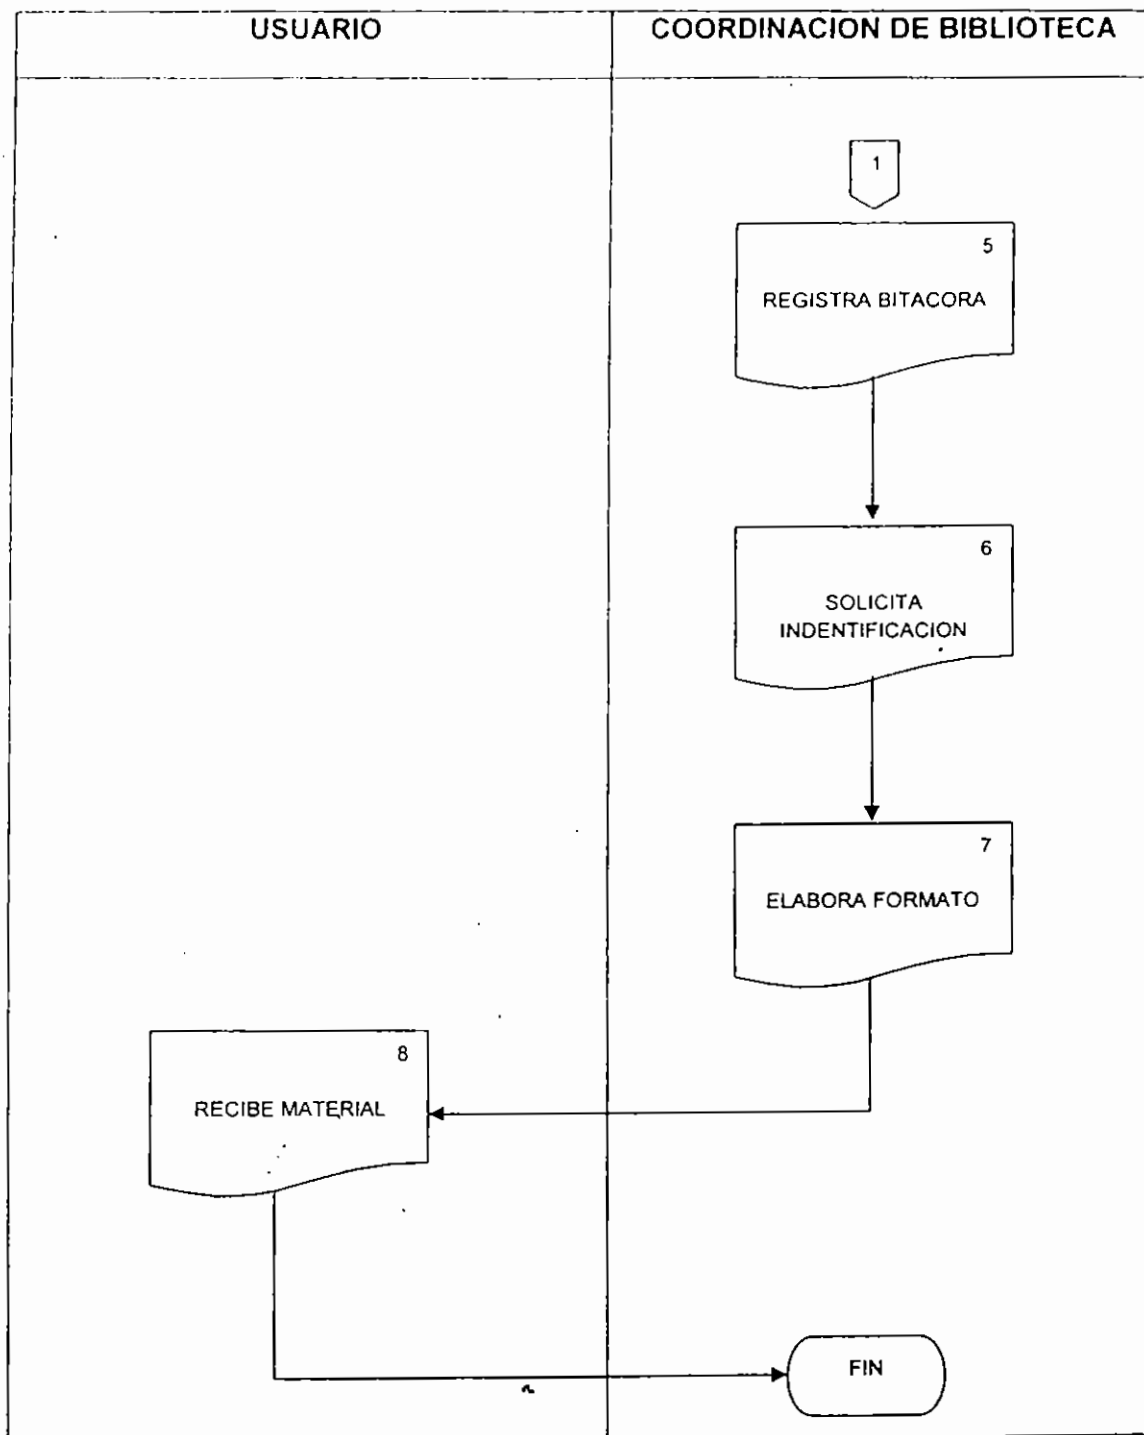 USUARIO
COORDINACION DE BIBLIOTECA
1
5
REGISTRA BITACORA
6
SOLICITA
INDENTIFICACION
7
ELABORA FORMATO
8
RECIBE MATERIAL
FIN